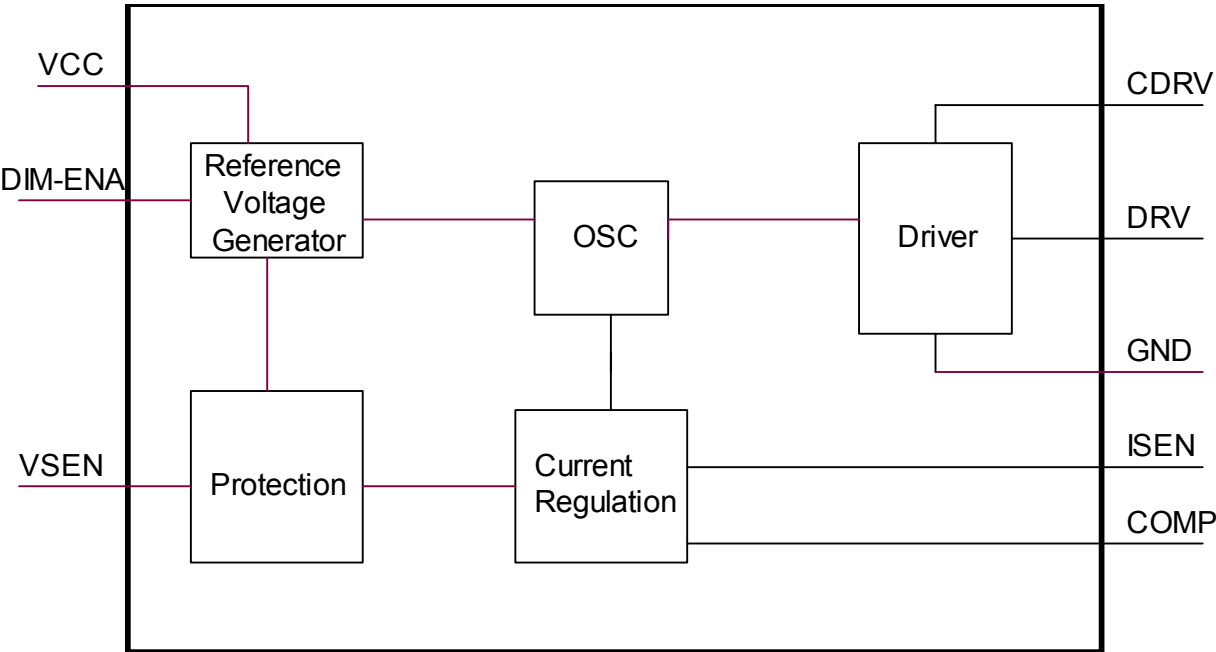 VCC
CDRV
DIM-ENA
Reference
Voltage
Generator
OSC
Driver
DRV
GND
VSEN
Protection
Current
Regulation
ISEN
COMP